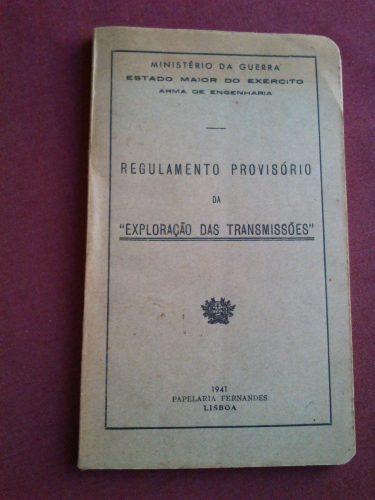 MINISTÉRIO DA GUERRA
ESTADO MAIOR DO EXÉRCITO
ARMA DE ENGENHARIA
REGULAMENTO PROVISÓRIO
DA
"EXPLORAÇÃO DAS TRANSMISSÕES"
1941
PAPELARIA FERNANDES
LISBOA